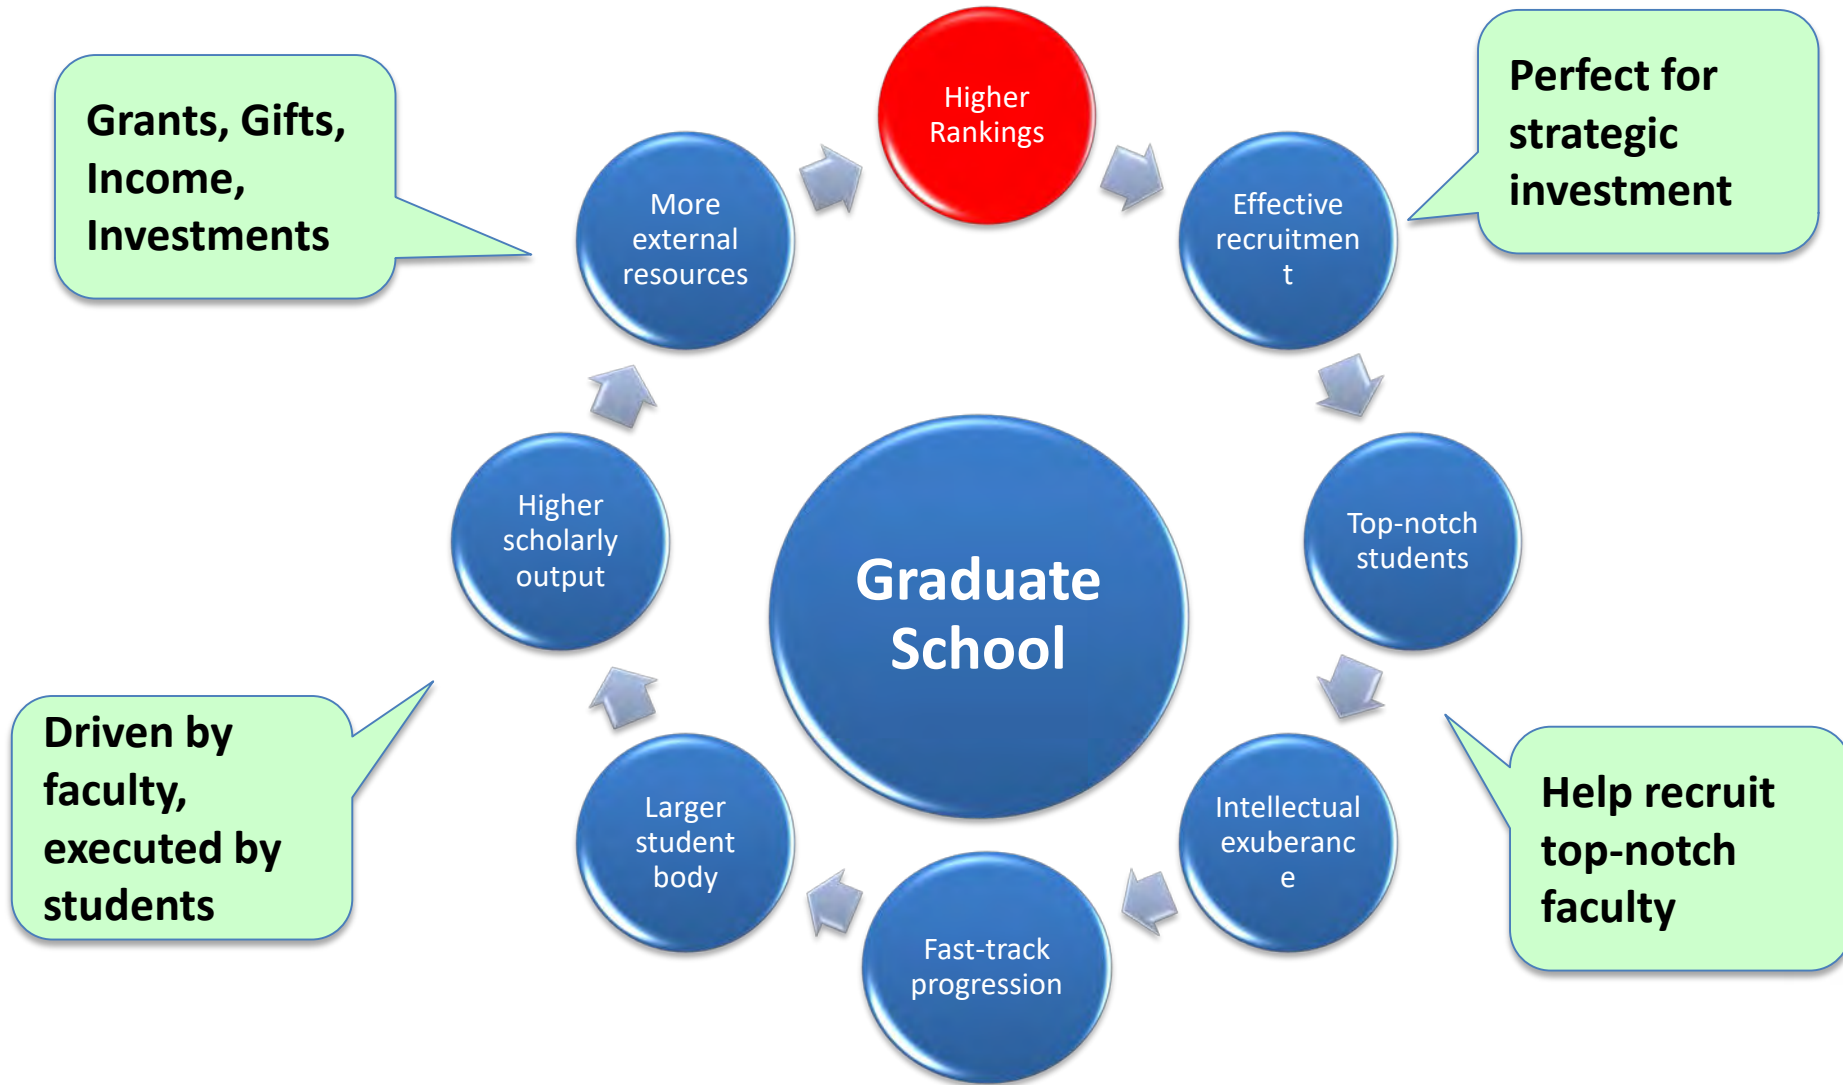 Higher
Rankings
Perfect for
strategic
investment
Effective
recruitmen
t
Top-notch
students
Help recruit
top-notch
faculty
Intellectual
exuberanc
e
Fast-track
progression
Larger
student
body
Driven by
faculty,
executed by
students
Higher
scholarly
output
More
external
resources
Grants, Gifts,
Income,
Investments
Graduate
School